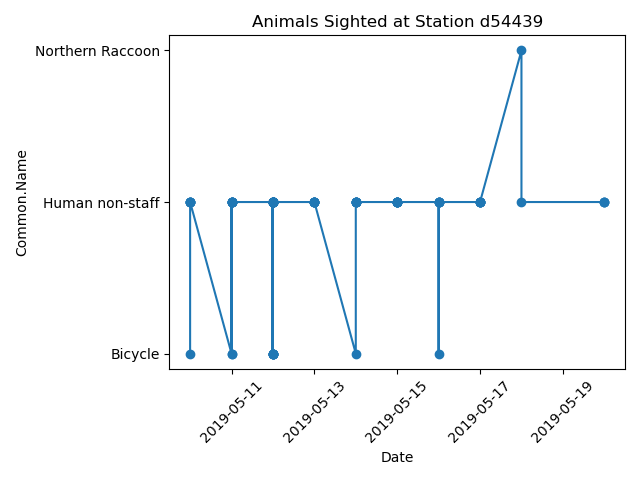 Animals Sighted at Station d54439
Northern Raccoon
Human non-staff
Bicycle
Common.Name
2019-05-11
2019-05-13
2019-05-15
2019-05-17
2019-05-19
Date